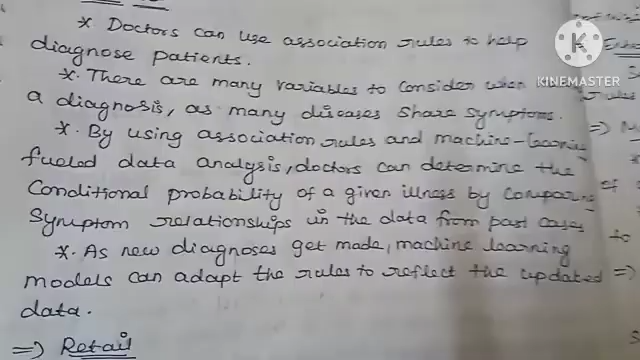 * Doctors can use association rules to help
diagnose patients.
* There are many variables to consider when
a diagnosis, as many diseases share symptoms.
* By using association rules and machine-learning
fueled data analysis, doctors can determine the
Conditional probability of a given illness by comparing
Symptom relationships in the data from past cases
* As new diagnoses get made, machine learning
models can adapt the rules to reflect the updated
data.
=> Retail
KINEMASTER